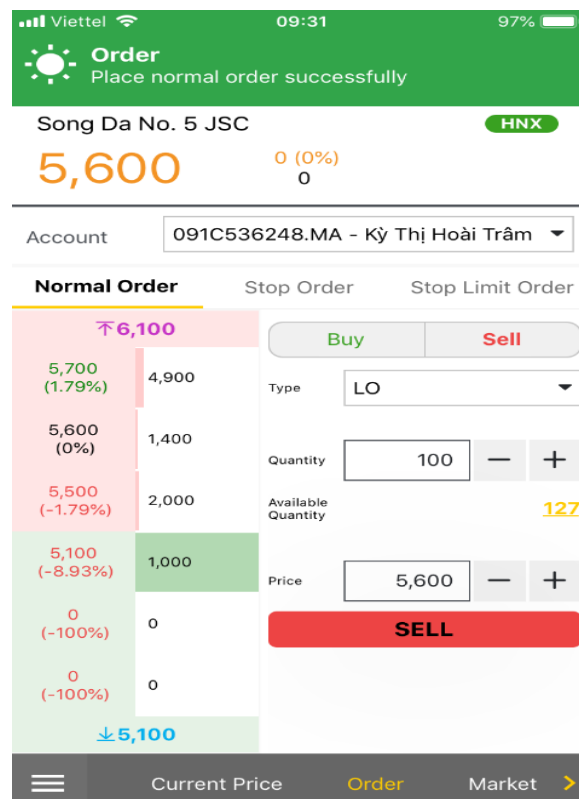 Viettel 09:31 97%
Order
Place normal order successfully
Song Da No. 5 JSC HNX
5,600 0 (0%)
0
Account 091C536248.MA - Kỳ Thị Hoài Trâm
Normal Order Stop Order Stop Limit Order
6,100
5,700
(1.79%)
4,900
5,600
(0%)
1,400
5,500
(-1.79%)
2,000
5,100
(-8.93%)
1,000
0
(-100%)
0
0
(-100%)
0
5,100
Buy Sell
Type LO
Quantity 100 — +
Available
Quantity
127
Price 5,600 — +
SELL
Current Price Order Market >